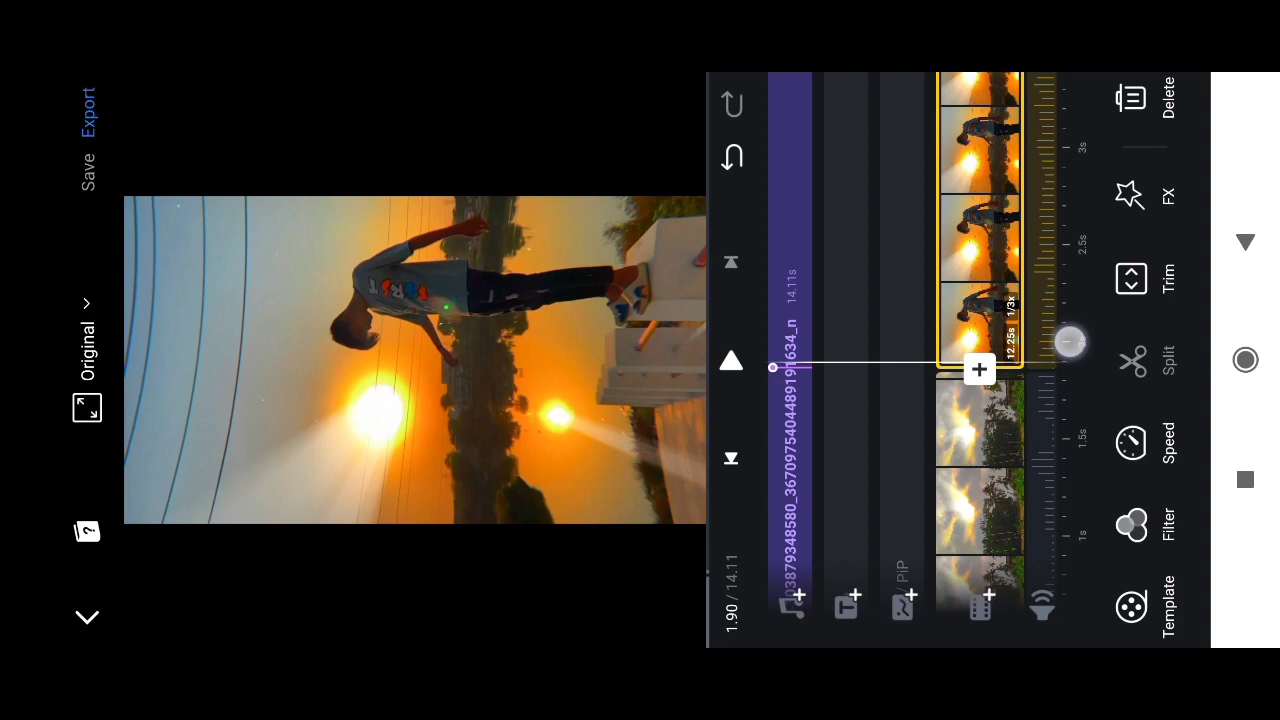 ? Original Save Export
1.90 / 14.11
03879348580_3670975404489191634_n 14.11s
T
/ PiP
12.25s 1/3x
1s 1.5s 2.5s 3s
Template Filter Speed Split Trim FX Delete